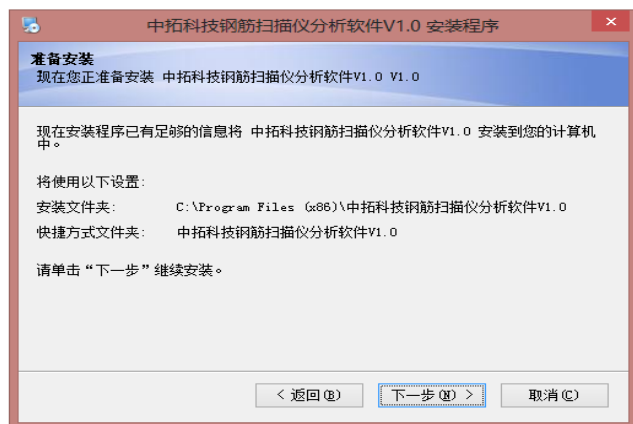 中拓科技钢筋扫描仪分析软件V1.0 安装程序
准备安装
现在您正准备安装 中拓科技钢筋扫描仪分析软件V1.0 V1.0
现在安装程序已有足够的信息将 中拓科技钢筋扫描仪分析软件V1.0 安装到您的计算机
中。
将使用以下设置:
安装文件夹: C:\Program Files (x86)\中拓科技钢筋扫描仪分析软件V1.0
快捷方式文件夹: 中拓科技钢筋扫描仪分析软件V1.0
请单击“下一步”继续安装。
< 返回(B) 下一步(N) > 取消(C)